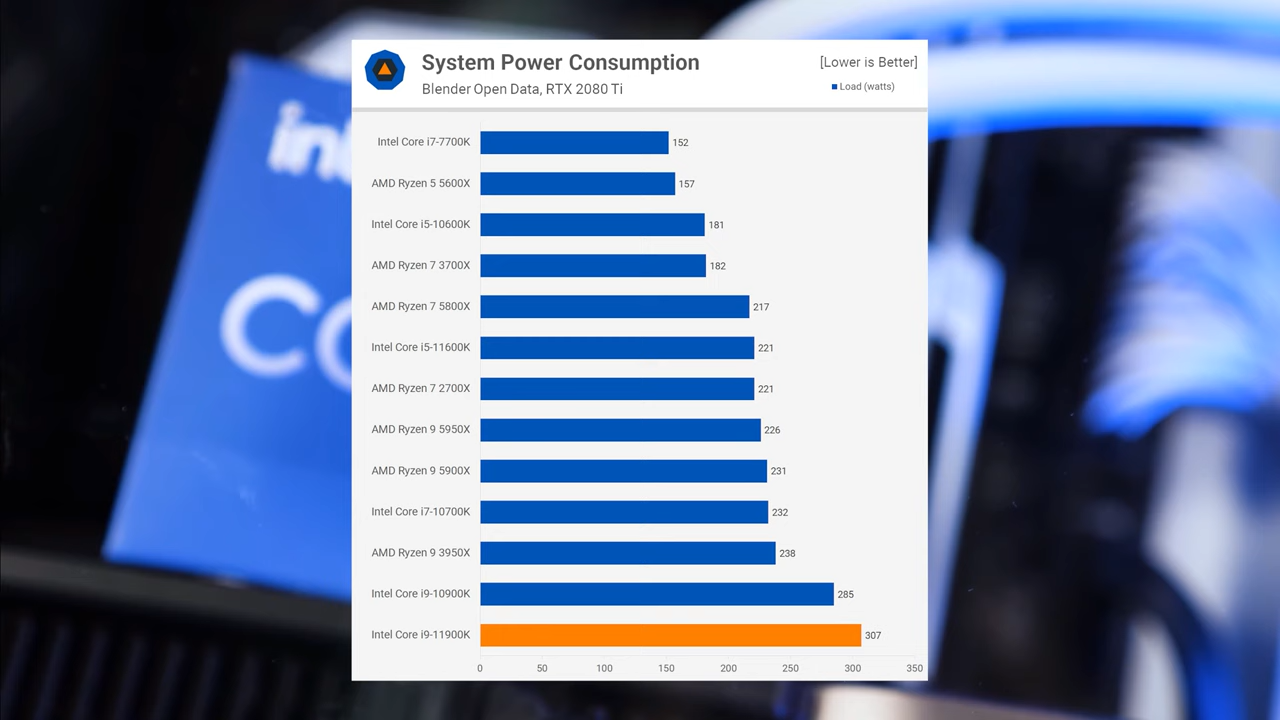 System Power Consumption
[Lower is Better]
Blender Open Data, RTX 2080 Ti
Load (watts)
Intel Core i7-7700K 152
AMD Ryzen 5 5600X 157
Intel Core i5-10600K 181
AMD Ryzen 7 3700X 182
AMD Ryzen 7 5800X 217
Intel Core i5-11600K 221
AMD Ryzen 7 2700X 221
AMD Ryzen 9 5950X 226
AMD Ryzen 9 5900X 231
Intel Core i7-10700K 232
AMD Ryzen 9 3950X 238
Intel Core i9-10900K 285
Intel Core i9-11900K 307
0 50 100 150 200 250 300 350
in
CO